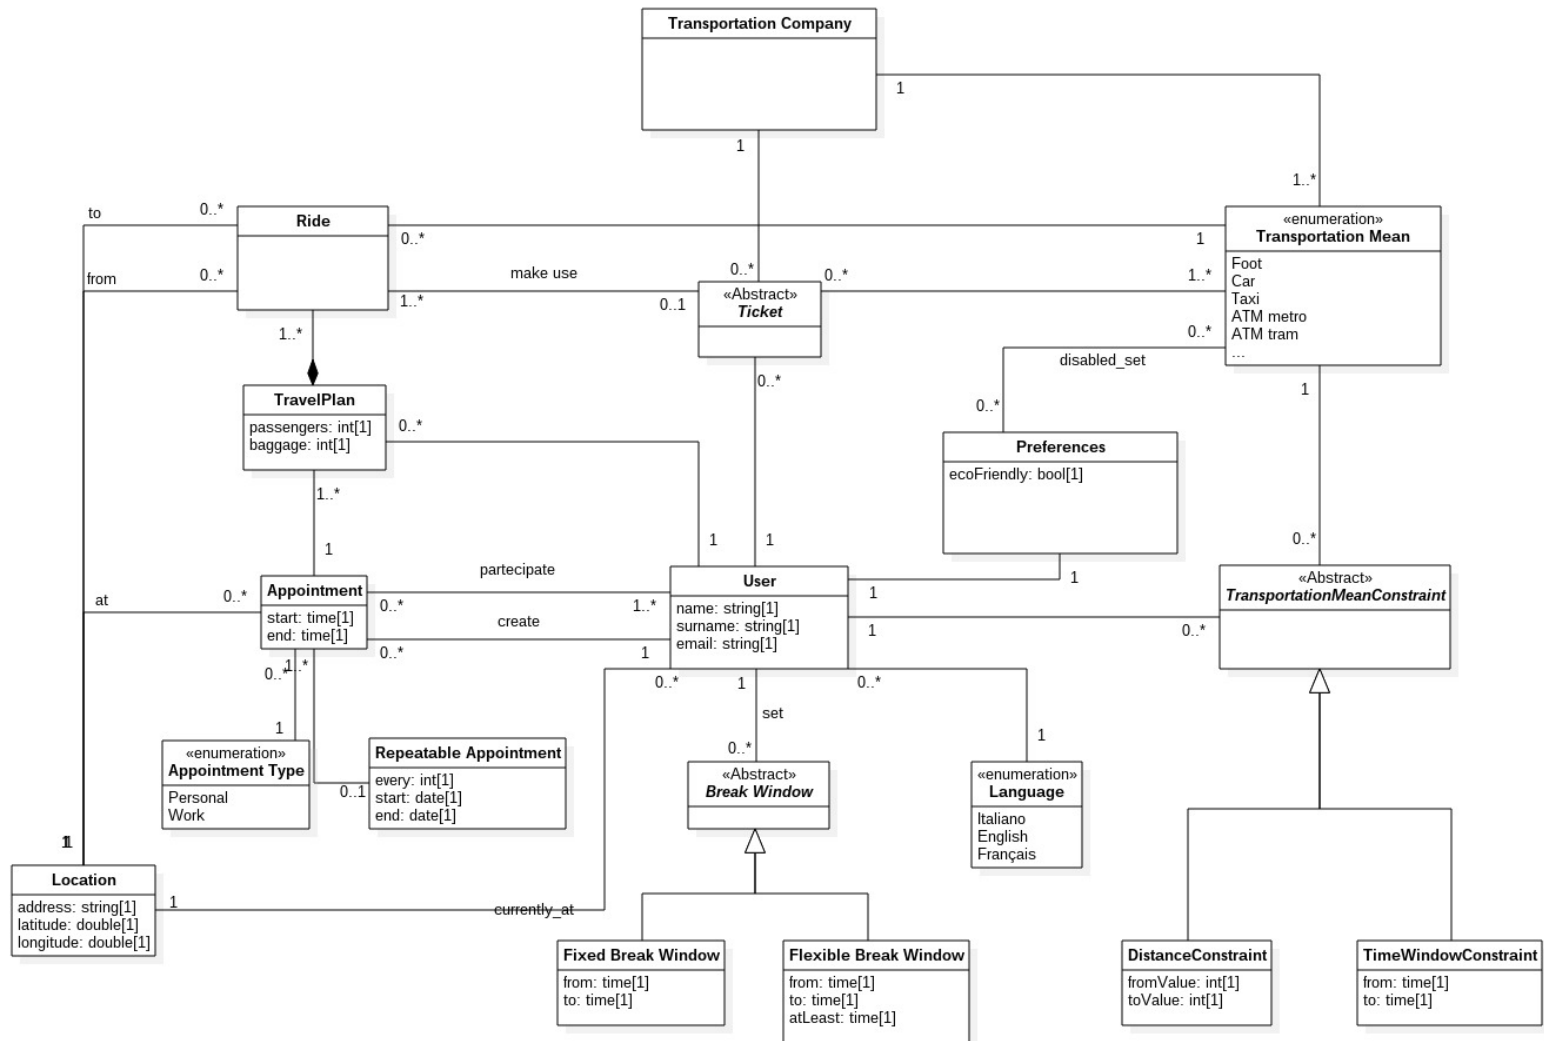 Transportation Company
1
1
1..*
to
0..*
Ride
0..*
1
«enumeration»
Transportation Mean
Foot
Car
Taxi
ATM metro
ATM tram
...
from
0..*
make use
1..*
0..1
0..*
«Abstract»
Ticket
0..*
1..*
0..*
disabled_set
0..*
1
1..*
TravelPlan
passengers: int[1]
baggage: int[1]
0..*
0..*
Preferences
ecoFriendly: bool[1]
1..*
1
1
1
0..*
1
Appointment
start: time[1]
end: time[1]
at
0..*
partecipate
0..*
1..*
create
0..*
1
User
name: string[1]
surname: string[1]
email: string[1]
1
1
0..*
«Abstract»
TransportationMeanConstraint
0..*
1..*
1
0..*
1
set
0..*
0..*
1
«enumeration»
Appointment Type
Personal
Work
Repeatable Appointment
every: int[1]
start: date[1]
end: date[1]
0..1
«Abstract»
Break Window
«enumeration»
Language
Italiano
English
Français
1
1
Location
address: string[1]
latitude: double[1]
longitude: double[1]
1
currently_at
Fixed Break Window
from: time[1]
to: time[1]
Flexible Break Window
from: time[1]
to: time[1]
atLeast: time[1]
DistanceConstraint
fromValue: int[1]
toValue: int[1]
TimeWindowConstraint
from: time[1]
to: time[1]